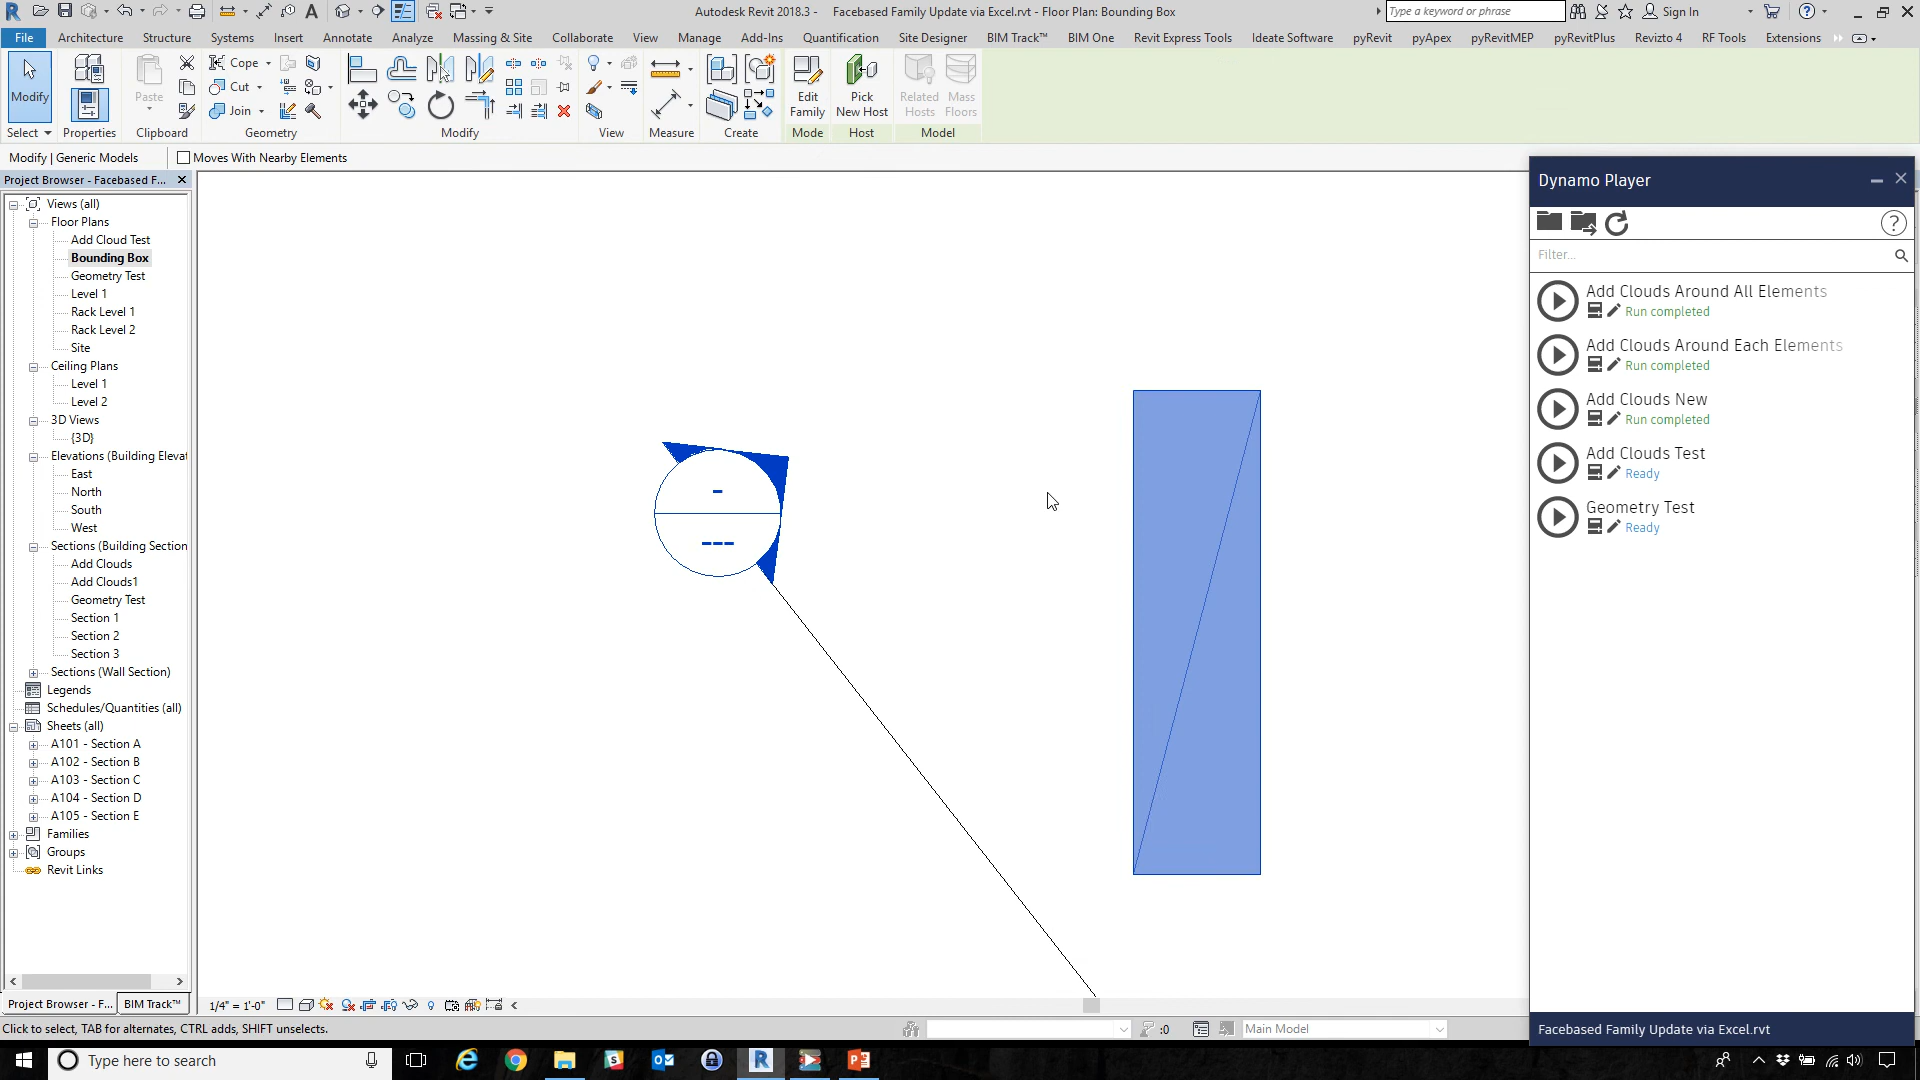 Autodesk Revit 2018.3 - Facebased Family Update via Excel.rvt - Floor Plan: Bounding Box
Type a keyword or phrase
Sign In
File Architecture Structure Systems Insert Annotate Analyze Massing & Site Collaborate View Manage Add-Ins Quantification Site Designer BIM Track™ BIM One Revit Express Tools Ideate Software pyRevit pyApex pyRevitMEP pyRevitPlus Revizto 4 RF Tools Extensions
Modify
Paste
Cope
Cut
Join
Edit Family
Pick New Host
Related Hosts
Mass Floors
Select Properties Clipboard Geometry Modify View Measure Create Mode Host Model
Modify | Generic Models
Moves With Nearby Elements
Project Browser - Facebased F...
Views (all)
Floor Plans
Add Cloud Test
Bounding Box
Geometry Test
Level 1
Rack Level 1
Rack Level 2
Site
Ceiling Plans
Level 1
Level 2
3D Views
{3D}
Elevations (Building Elevat
East
North
South
West
Sections (Building Section
Add Clouds
Add Clouds1
Geometry Test
Section 1
Section 2
Section 3
Sections (Wall Section)
Legends
Schedules/Quantities (all)
Sheets (all)
A101 - Section A
A102 - Section B
A103 - Section C
A104 - Section D
A105 - Section E
Families
Groups
Revit Links
Project Browser - F...
BIM Track™
-
---
Dynamo Player
Filter...
Add Clouds Around All Elements
Run completed
Add Clouds Around Each Elements
Run completed
Add Clouds New
Run completed
Add Clouds Test
Ready
Geometry Test
Ready
Facebased Family Update via Excel.rvt
1/4" = 1'-0"
Click to select, TAB for alternates, CTRL adds, SHIFT unselects.
:0
Main Model
Type here to search